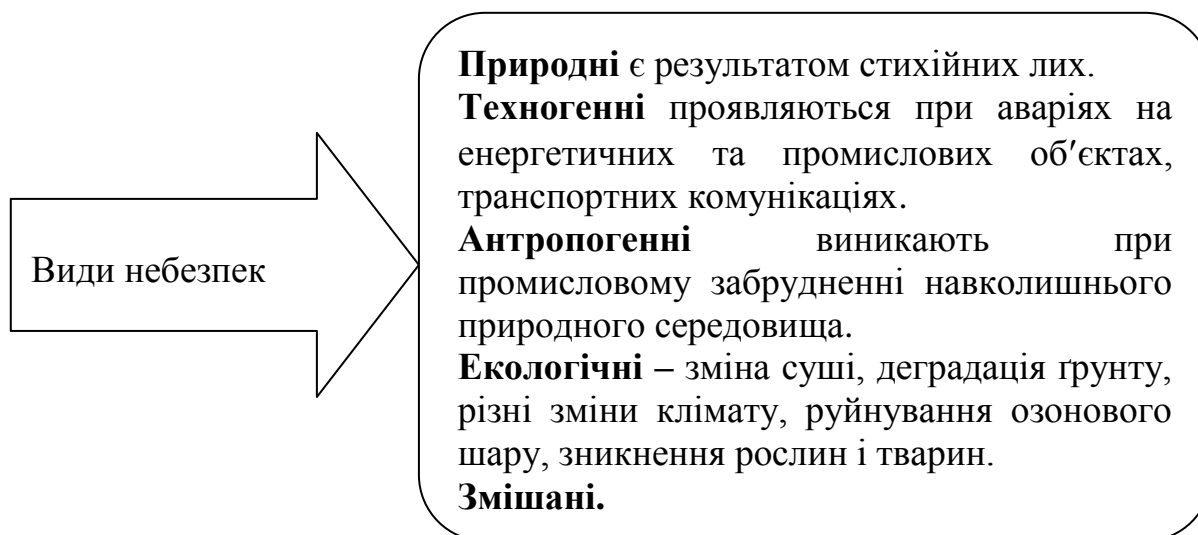 Види небезпек
Природні є результатом стихійних лих.
Техногенні проявляються при аваріях на
енергетичних та промислових об′єктах,
транспортних комунікаціях.
Антропогенні виникають при
промисловому забрудненні навколишнього
природного середовища.
Екологічні – зміна суші, деградація ґрунту,
різні зміни клімату, руйнування озонового
шару, зникнення рослин і тварин.
Змішані.